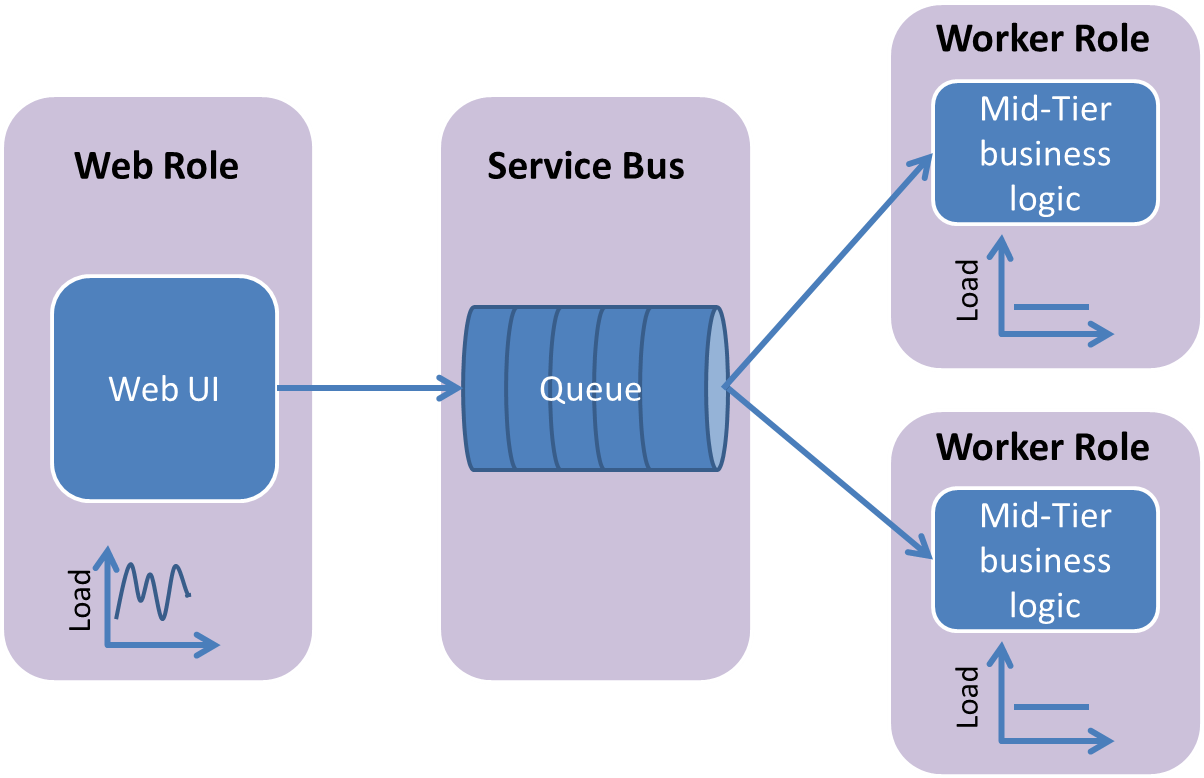 Web Role
Web UI
Load
Service Bus
Queue
Worker Role
Mid-Tier
business
logic
Load
Worker Role
Mid-Tier
business
logic
Load